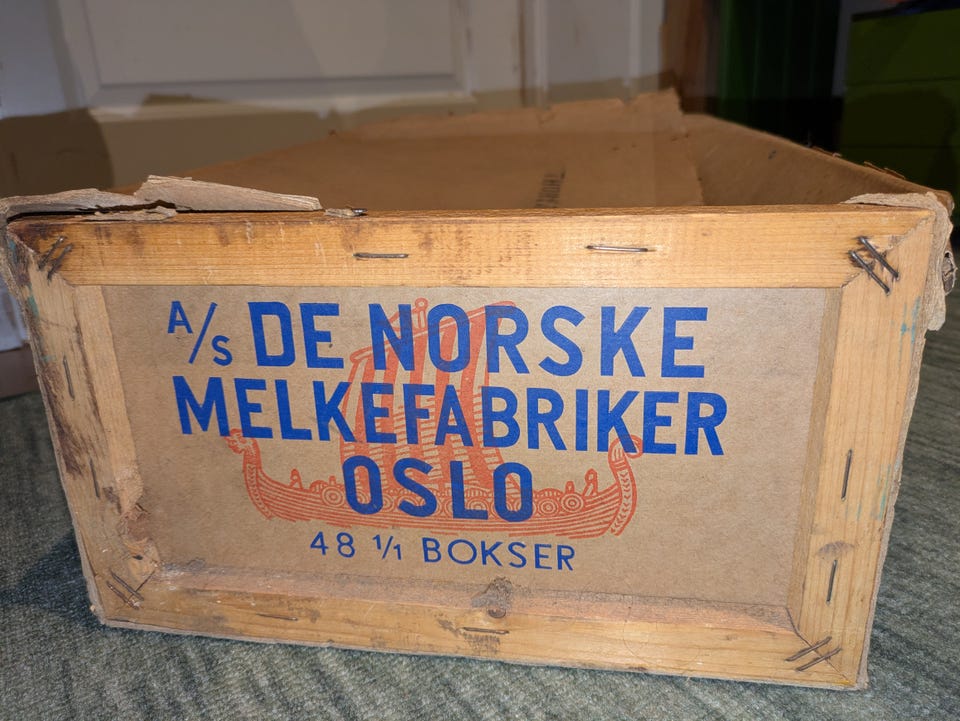 A/S DE NORSKE
MELKEFABRIKER
OSLO
48 1/1 BOKSER